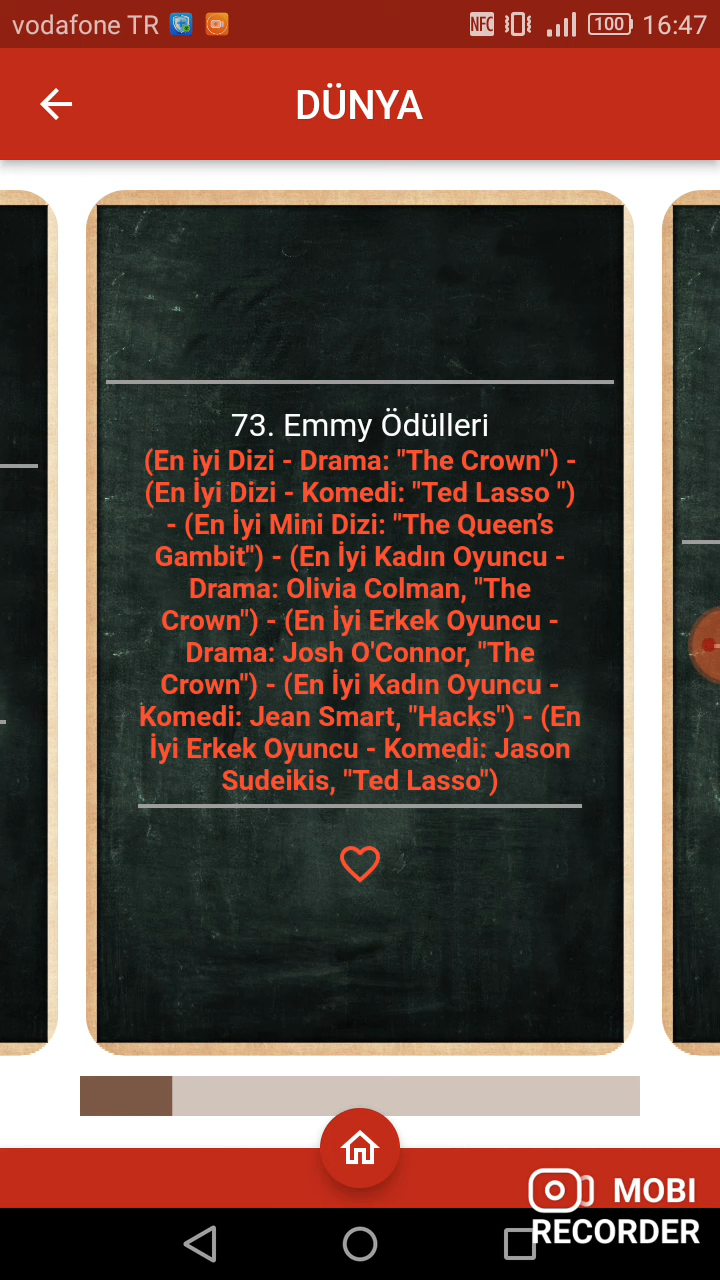 vodafone TR
NFC
100
16:47
DÜNYA
73. Emmy Ödülleri
(En iyi Dizi - Drama: "The Crown") -
(En İyi Dizi - Komedi: "Ted Lasso ")
- (En İyi Mini Dizi: "The Queen’s
Gambit") - (En İyi Kadın Oyuncu -
Drama: Olivia Colman, "The
Crown") - (En İyi Erkek Oyuncu -
Drama: Josh O'Connor, "The
Crown") - (En İyi Kadın Oyuncu -
Komedi: Jean Smart, "Hacks") - (En
İyi Erkek Oyuncu - Komedi: Jason
Sudeikis, "Ted Lasso")
MOBI
RECORDER